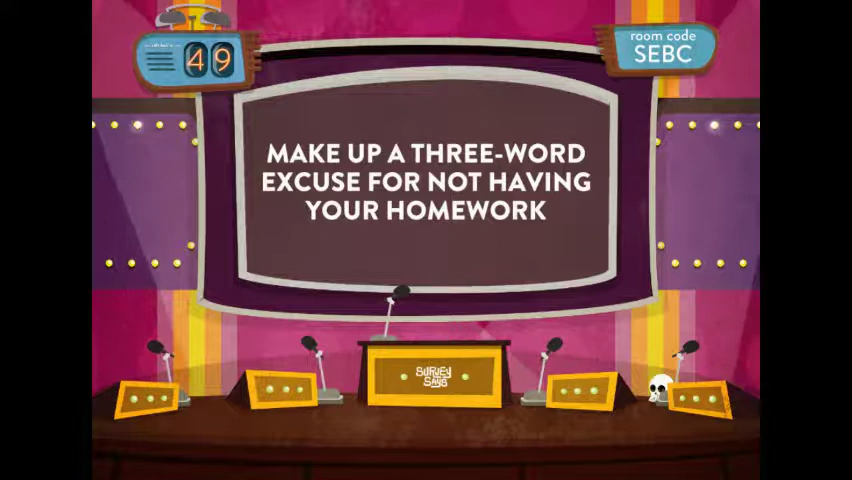 49
room code
SEBC
MAKE UP A THREE-WORD
EXCUSE FOR NOT HAVING
YOUR HOMEWORK
SURVEY
SAYS